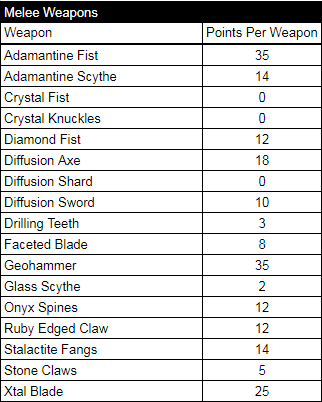 Melee Weapons
Weapon Points Per Weapon
Adamantine Fist 35
Adamantine Scythe 14
Crystal Fist 0
Crystal Knuckles 0
Diamond Fist 12
Diffusion Axe 18
Diffusion Shard 0
Diffusion Sword 10
Drilling Teeth 3
Faceted Blade 8
Geohammer 35
Glass Scythe 2
Onyx Spines 12
Ruby Edged Claw 12
Stalactite Fangs 14
Stone Claws 5
Xtal Blade 25